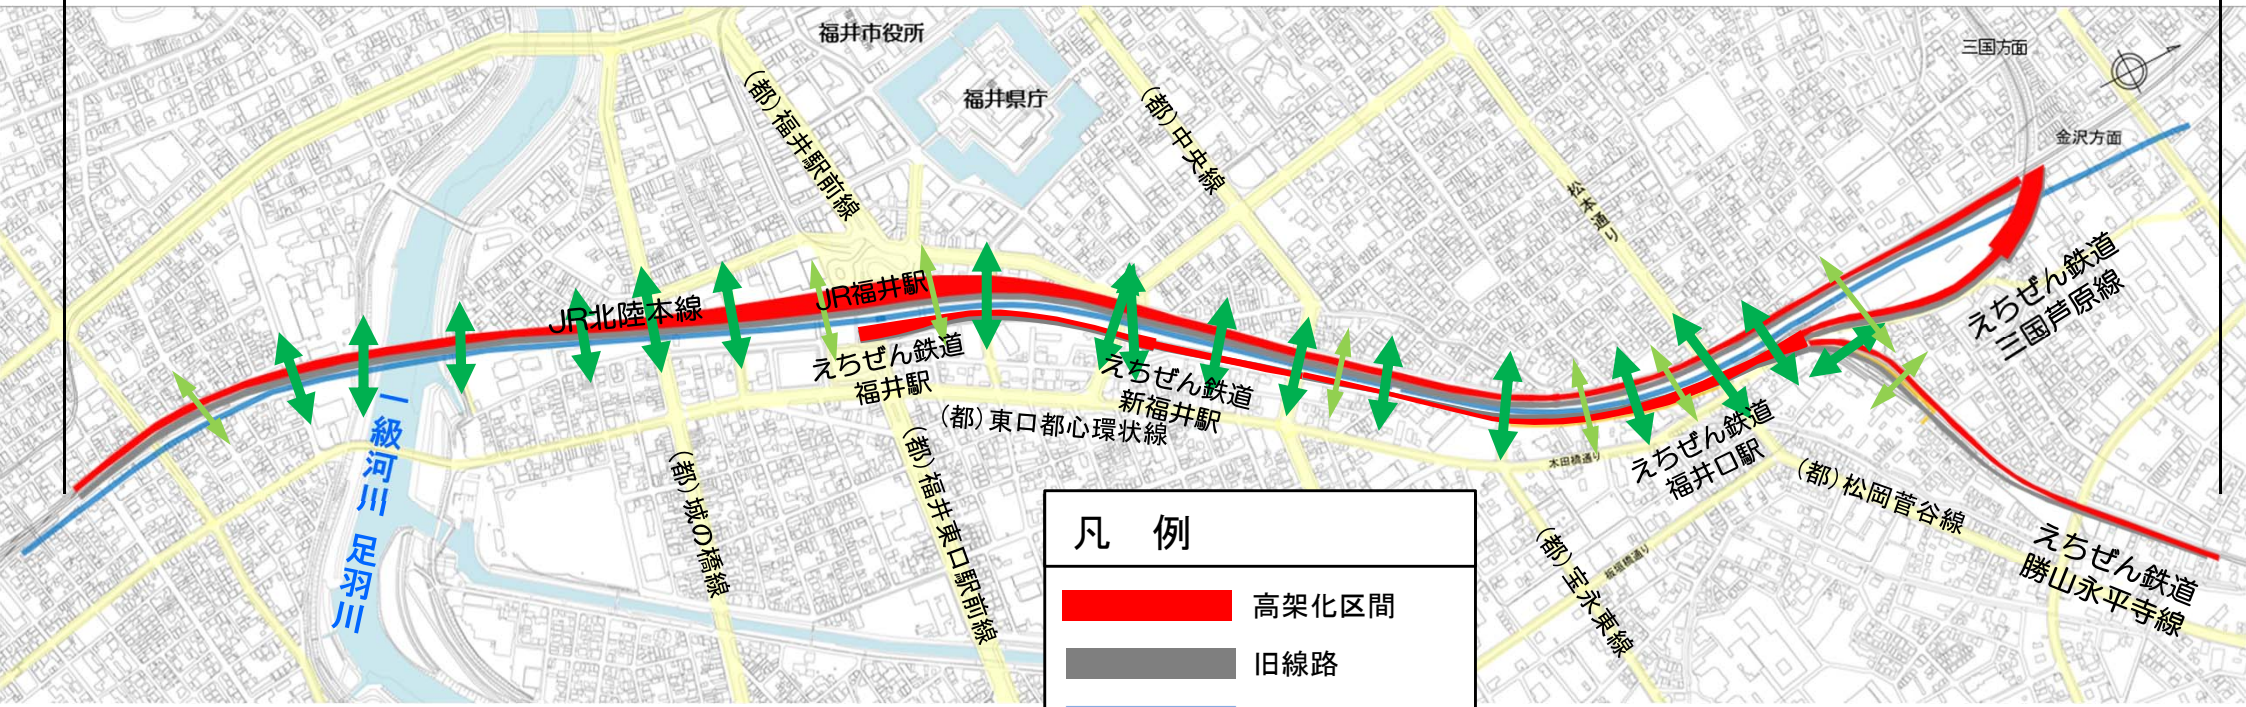 福井市役所
福井県庁
三国方面
金沢方面
(都)福井駅前線
(都)中央線
松本通り
JR北陸本線
JR福井駅
えちぜん鉄道
福井駅
えちぜん鉄道
新福井駅
(都)東口都心環状線
えちぜん鉄道
三国芦原線
一級河川 足羽川
(都)城の橋線
(都)福井東口駅前線
木田橋通り
えちぜん鉄道
福井口駅
(都)松岡菅谷線
(都)宝永東線
板垣橋通り
えちぜん鉄道
勝山永平寺線
凡 例
高架化区間
旧線路